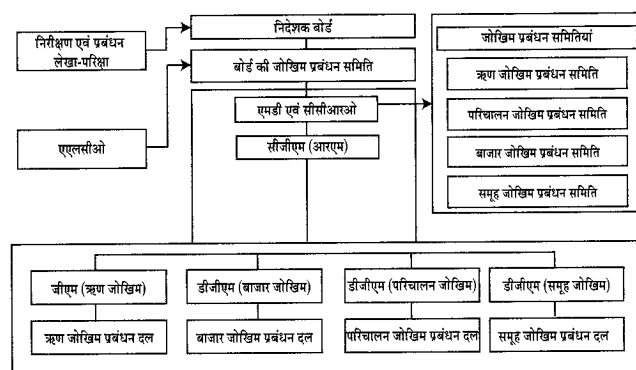 निदेशक बोर्ड
निरीक्षण एवं प्रबंधन
लेखा-परिक्षा
बोर्ड की जोखिम प्रबंधन समिति
एमडी एवं सीसीआरओ
एएलसीओ
सीजीएम (आरएम)
जोखिम प्रबंधन समितियां
ऋण जोखिम प्रबंधन समिति
परिचालन जोखिम प्रबंधन समिति
बाजार जोखिम प्रबंधन समिति
समूह जोखिम प्रबंधन समिति
जीएम (ऋण जोखिम)
डीजीएम (बाजार जोखिम)
डीजीएम (परिचालन जोखिम)
डीजीएम (समूह जोखिम)
ऋण जोखिम प्रबंधन दल
बाजार जोखिम प्रबंधन दल
परिचालन जोखिम प्रबंधन दल
समूह जोखिम प्रबंधन दल